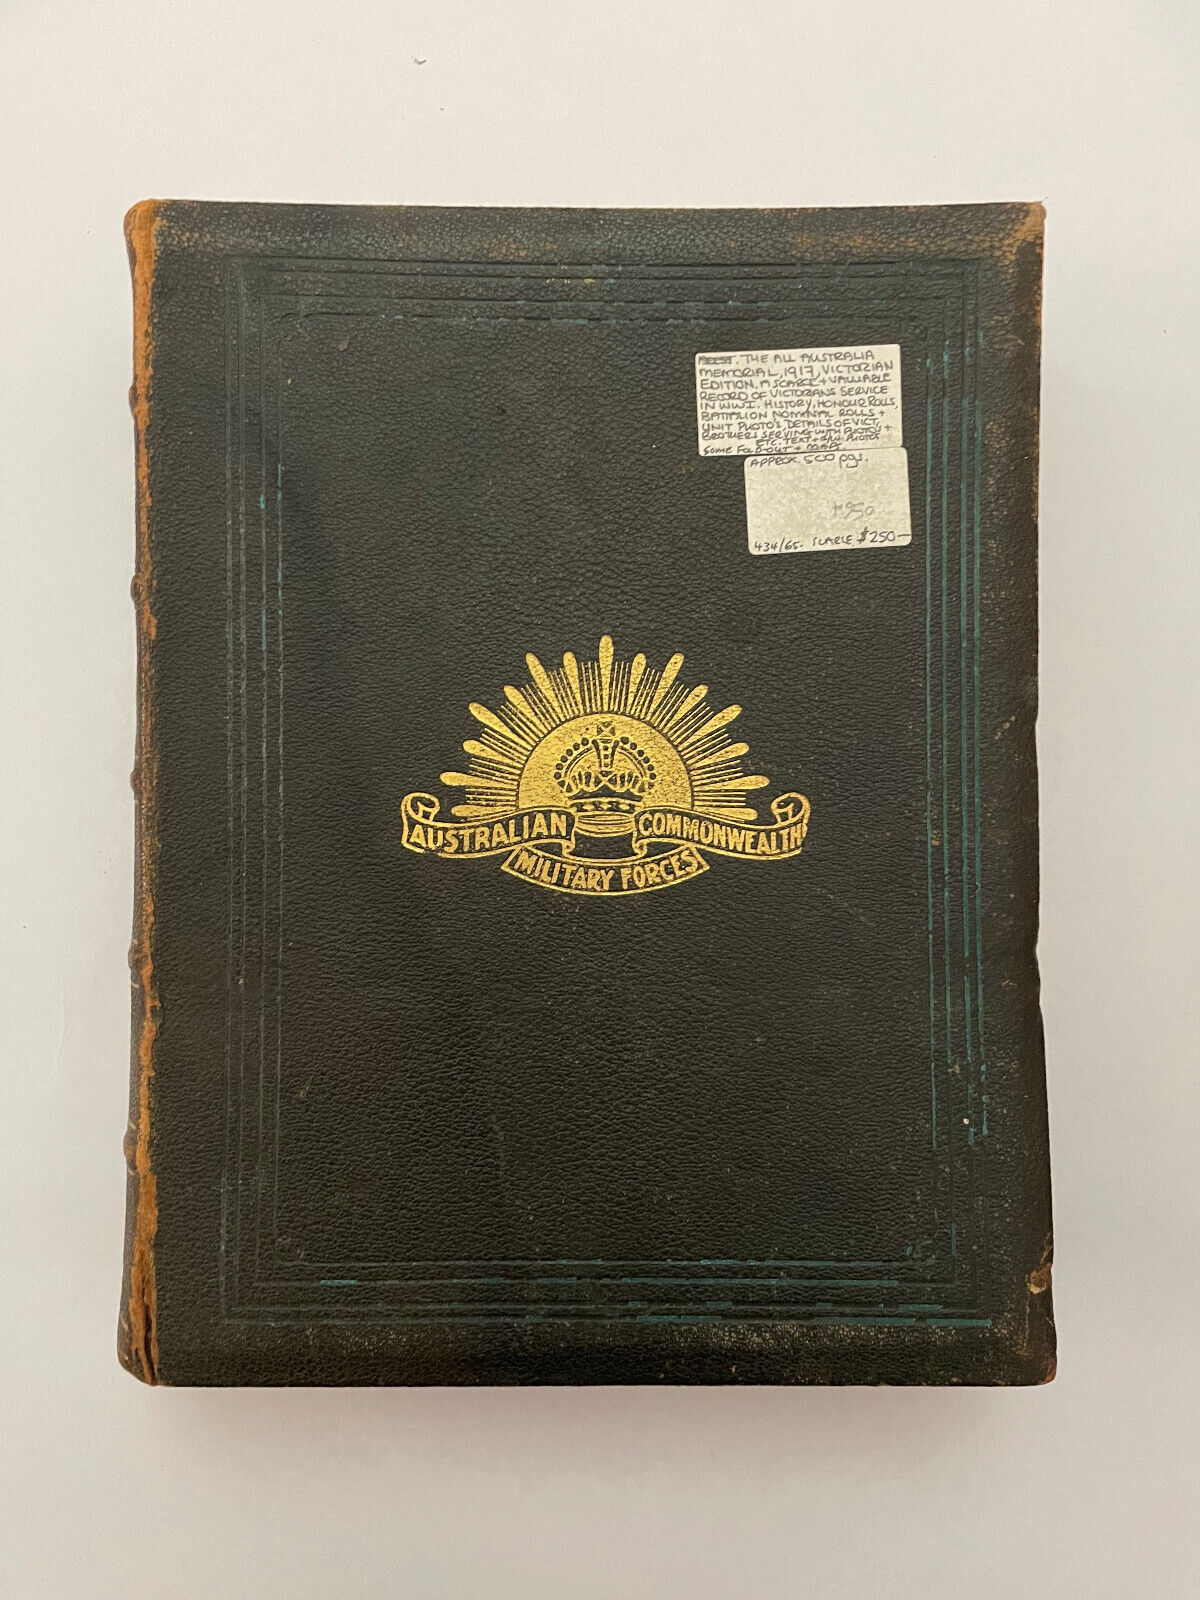 THE ALL AUSTRALIA
MEMORIAL, 1917, VICTORIAN
EDITION. A SCARCE + VALUABLE
RECORD OF VICTORIANS SERVICE
IN WWI. HISTORY, HONOUR ROLLS,
BATTALION NOMINAL ROLLS +
UNIT PHOTO'S, DETAILS OF VICT.
BROTHERS SERVING WITH PHOTO'S +
ETC. TEXT + B/W PHOTOS
SOME FOLD-OUT + MAPS
APPROX. 500 pgs.
434/65. SCARCE, $250-
AUSTRALIAN COMMONWEALTH
MILITARY FORCES